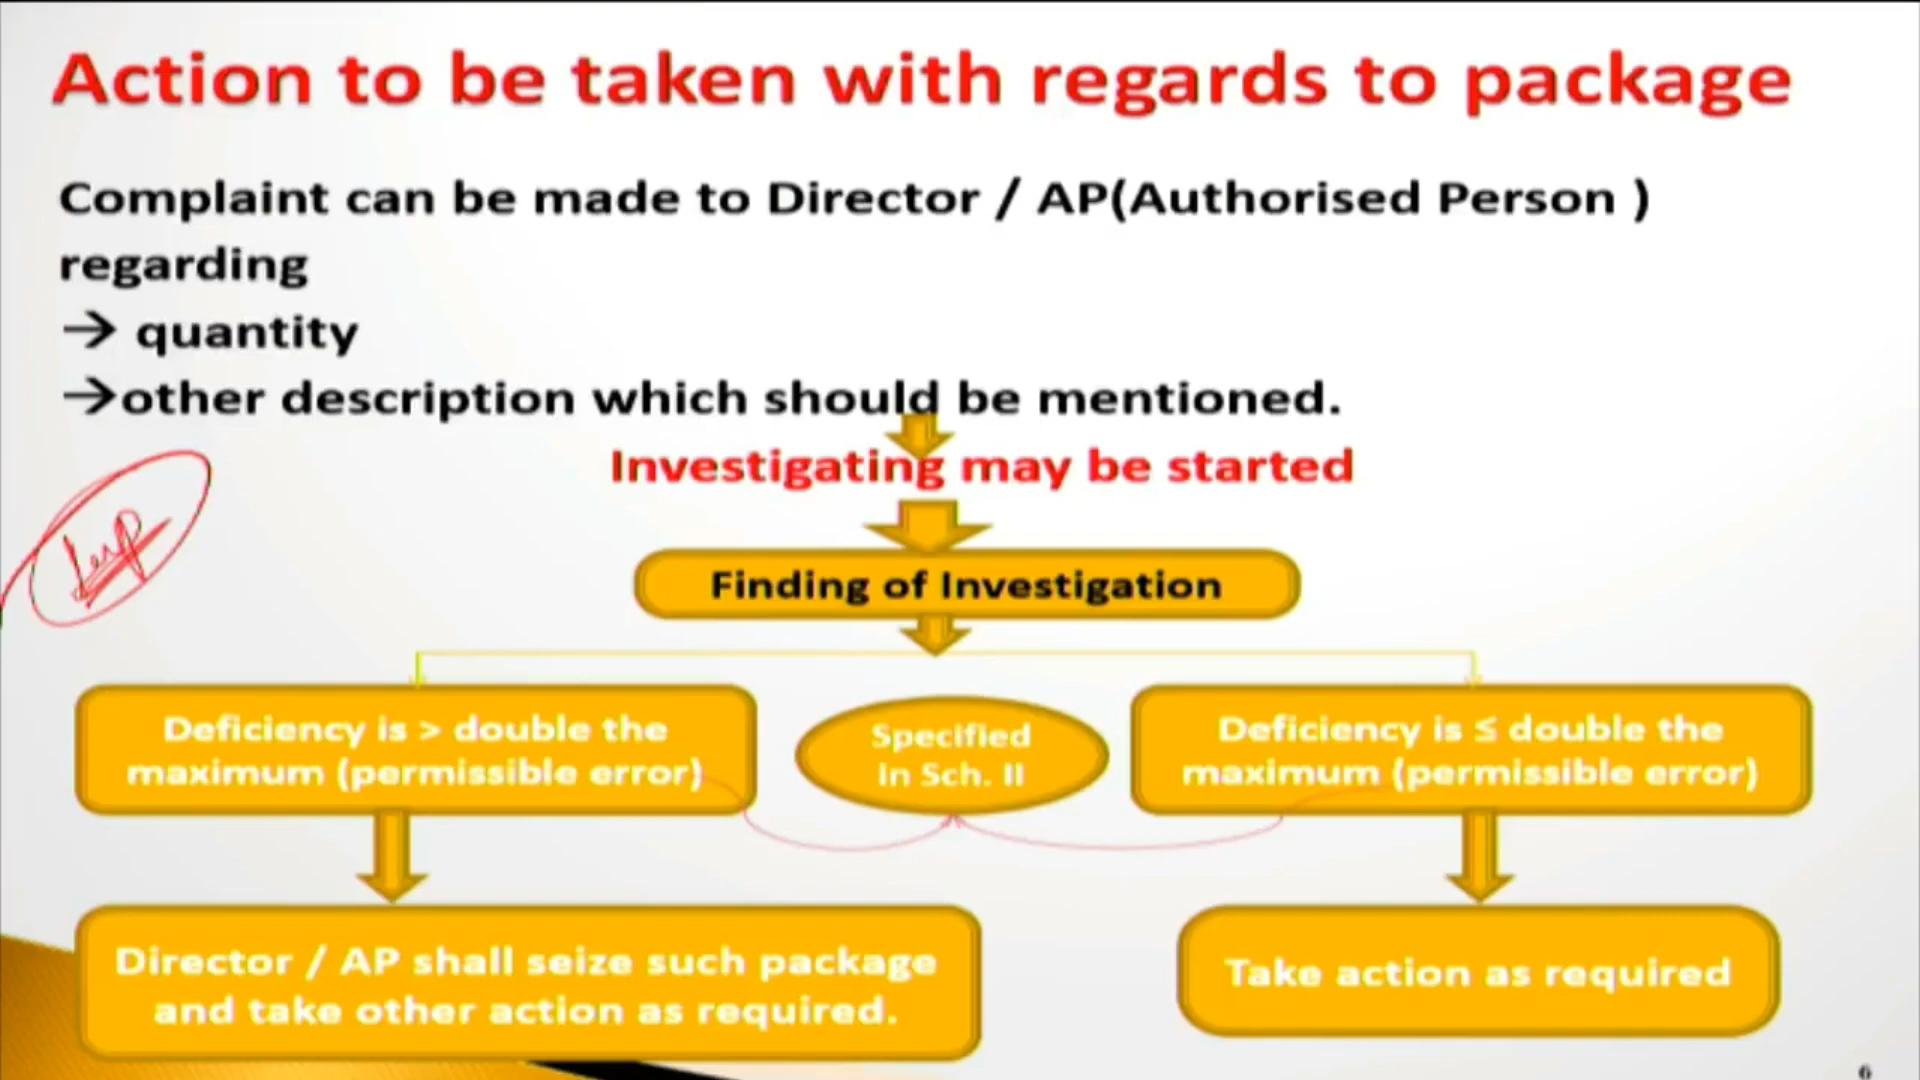 Action to be taken with regards to package
Complaint can be made to Director / AP(Authorised Person )
regarding
→ quantity
→other description which should be mentioned.
Investigating may be started
Finding of Investigation
Deficiency is > double the
maximum (permissible error)
Specified
In Sch. II
Deficiency is ≤ double the
maximum (permissible error)
Director / AP shall seize such package
and take other action as required.
Take action as required
6